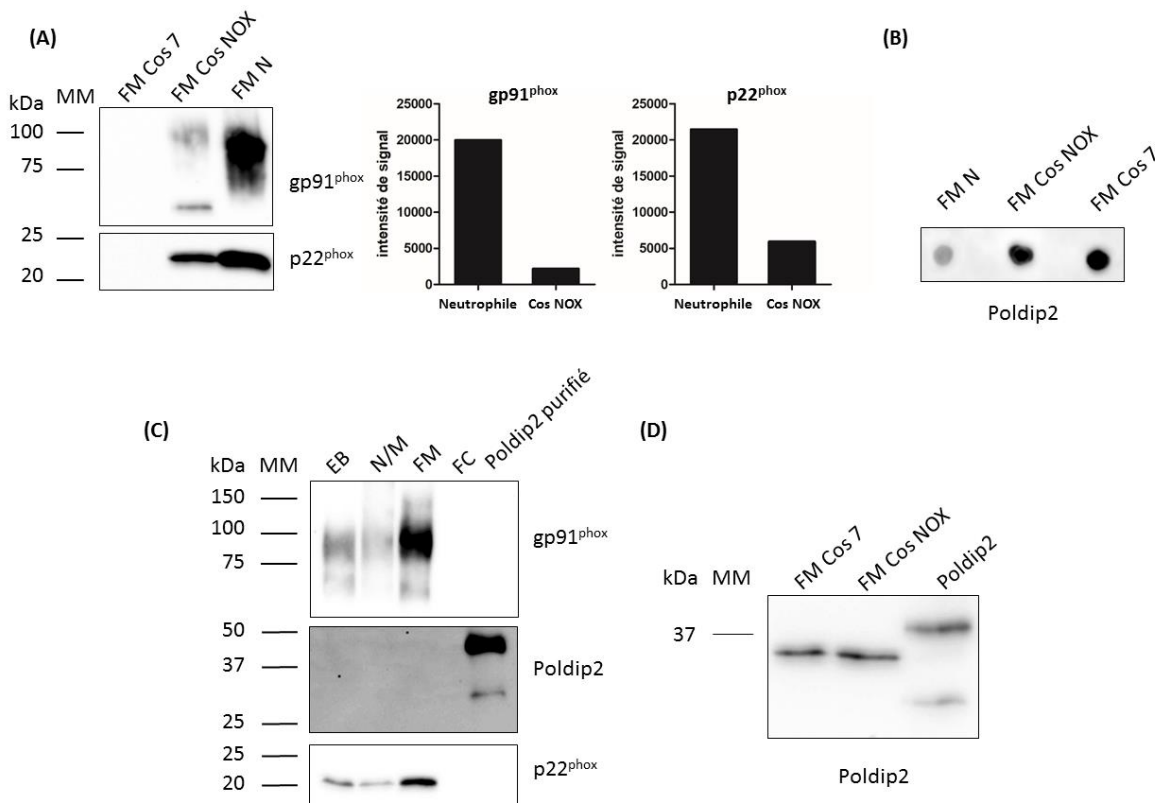 (A)
FM Cos 7
FM Cos NOX
FM N
kDa MM
100
75
gp91phox
25
20
p22phox
gp91phox
intensité de signal
25000
20000
15000
10000
5000
0
Neutrophile Cos NOX
p22phox
intensité de signal
25000
20000
15000
10000
5000
0
Neutrophile Cos NOX
(B)
FM N
FM Cos NOX
FM Cos 7
Poldip2
(C)
EB
N/M
FM
FC
Poldip2 purifié
kDa MM
150
100
75
gp91phox
50
37
25
Poldip2
25
20
p22phox
(D)
FM Cos 7
FM Cos NOX
Poldip2
kDa MM
37
Poldip2